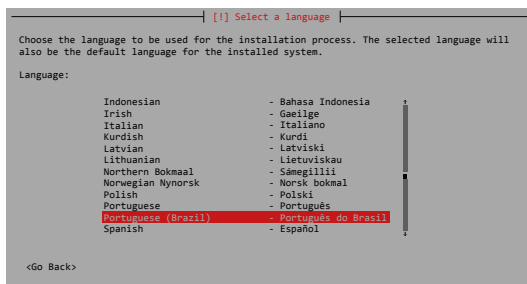 [!] Select a language
Choose the language to be used for the installation process. The selected language will
also be the default language for the installed system.
Language:
Indonesian - Bahasa Indonesia
Irish - Gaeilge
Italian - Italiano
Kurdish - Kurdi
Latvian - Latviski
Lithuanian - Lietuviskau
Northern Bokmaal - Sámegillii
Norwegian Nynorsk - Norsk bokmal
Polish - Polski
Portuguese - Português
Portuguese (Brazil) - Português do Brasil
Spanish - Español
<Go Back>